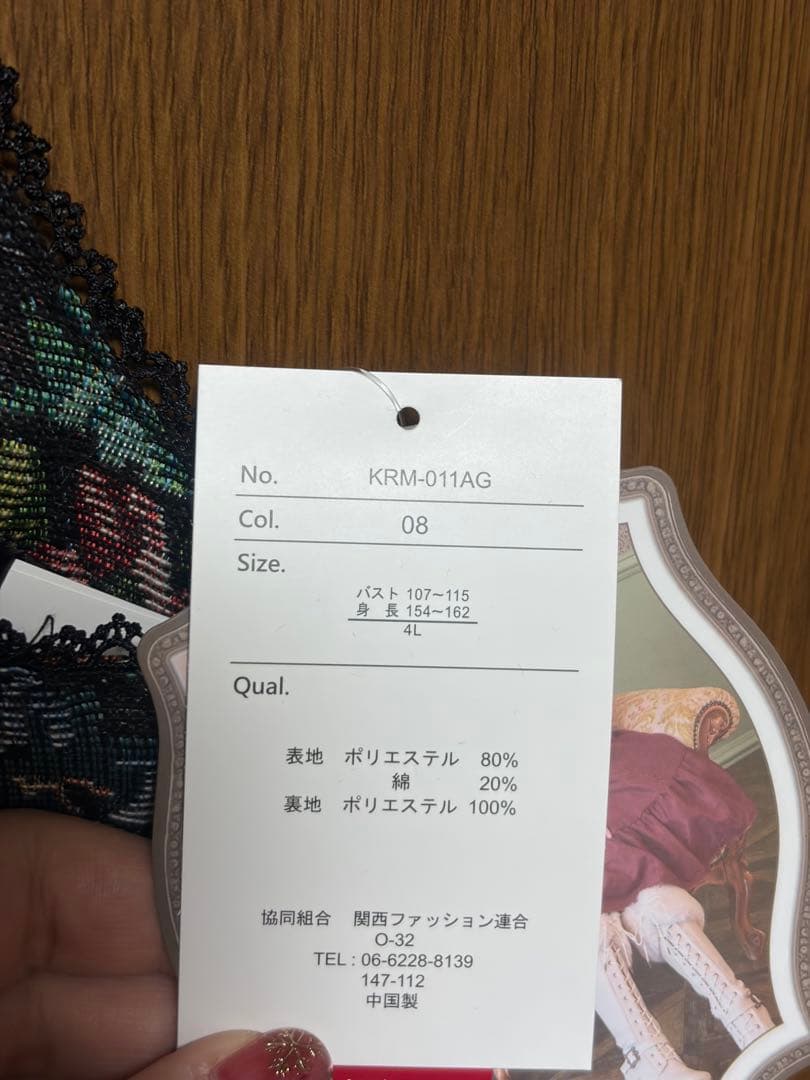 No. KRM-011AG
Col. 08
Size.
バスト 107~115
身 長 154~162
4L
Qual.
表地 ポリエステル 80%
綿 20%
裏地 ポリエステル 100%
協同組合 関西ファッション連合
O-32
TEL : 06-6228-8139
147-112
中国製